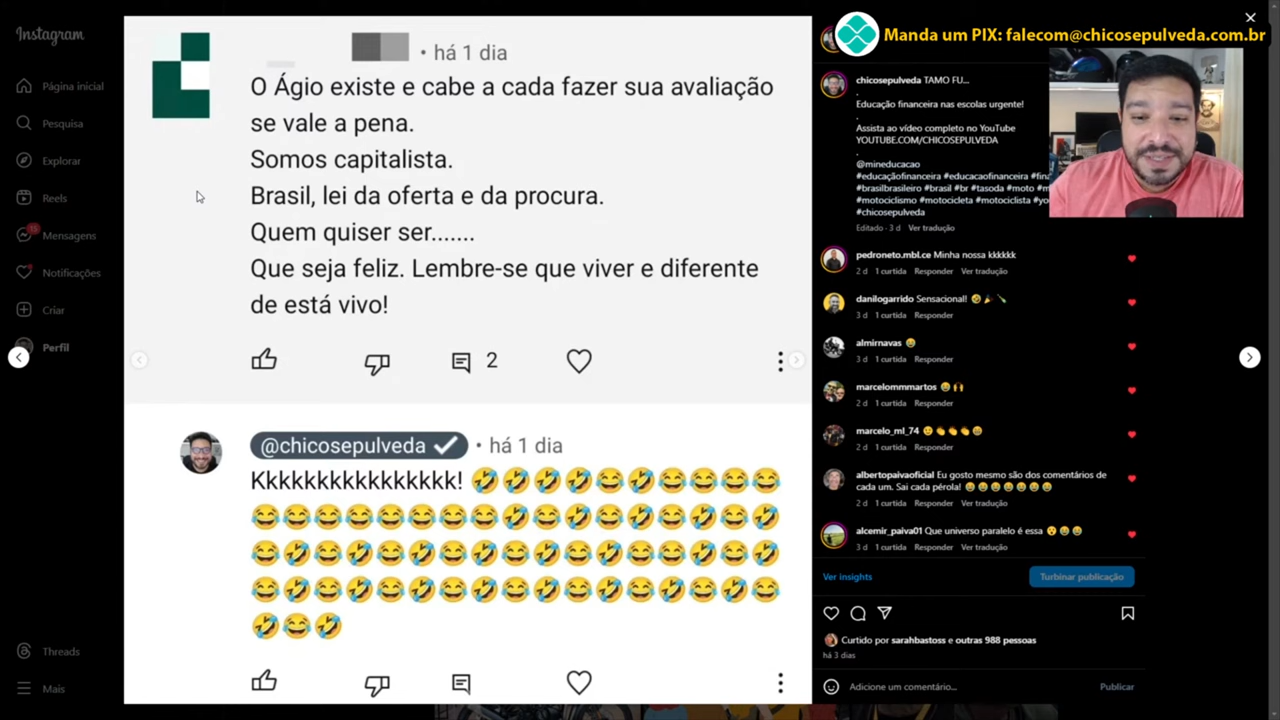 Instagram
Página inicial
Pesquisa
Explorar
Reels
15
Mensagens
Notificações
Criar
Perfil
Threads
Mais
• há 1 dia
O Ágio existe e cabe a cada fazer sua avaliação
se vale a pena.
Somos capitalista.
Brasil, lei da oferta e da procura.
Quem quiser ser.......
Que seja feliz. Lembre-se que viver e diferente
de está vivo!
2
@chicosepulveda • há 1 dia
Kkkkkkkkkkkkkkkk! 🤣🤣🤣🤣😂🤣😂😂😂😂
😂😂😂😂😂😂😂😂🤣😂🤣😂🤣😂🤣😂🤣
😂🤣😂🤣😂🤣😂🤣😂🤣😂🤣😂🤣😂🤣🤣
😂🤣😂🤣😂🤣😂🤣😂🤣😂🤣😂🤣😂🤣😂
🤣😂🤣
Manda um PIX: falecom@chicosepulveda.com.br
chicosepulveda TAMO FU...
.
Educação financeira nas escolas urgente!
.
Assista ao vídeo completo no YouTube
YOUTUBE.COM/CHICOSEPULVEDA
.
@mineducacao
#educaçãofinanceira #educacaofinanceira
#brasilbrasileiro #brasil #br #tasoda #moto
#motociclismo #motocicleta #motociclista
#chicosepulveda
Editado · 3 d Ver tradução
pedroneto.mbl.ce Minha nossa kkkkkk
2 d 1 curtida Responder Ver tradução
danilogarrido Sensacional! 🤣🎉🍾
3 d 1 curtida Responder
almirnavas 😂
3 d 1 curtida Responder
marcelommmartos 😂🙌
2 d 1 curtida Responder
marcelo_ml_74
2 d 1 curtida Responder
albertopaivaoficial Eu gosto mesmo são dos comentários de
cada um. Sai cada pérola! 😂😂😂😂😂😂😂
2 d 1 curtida Responder Ver tradução
alcemir_paiva01 Que universo paralelo é essa 😮😂😂
3 d 1 curtida Responder Ver tradução
Ver insights
Turbinar publicação
Curtido por sarahbastoss e outras 988 pessoas
há 3 dias
Adicione um comentário...
Publicar